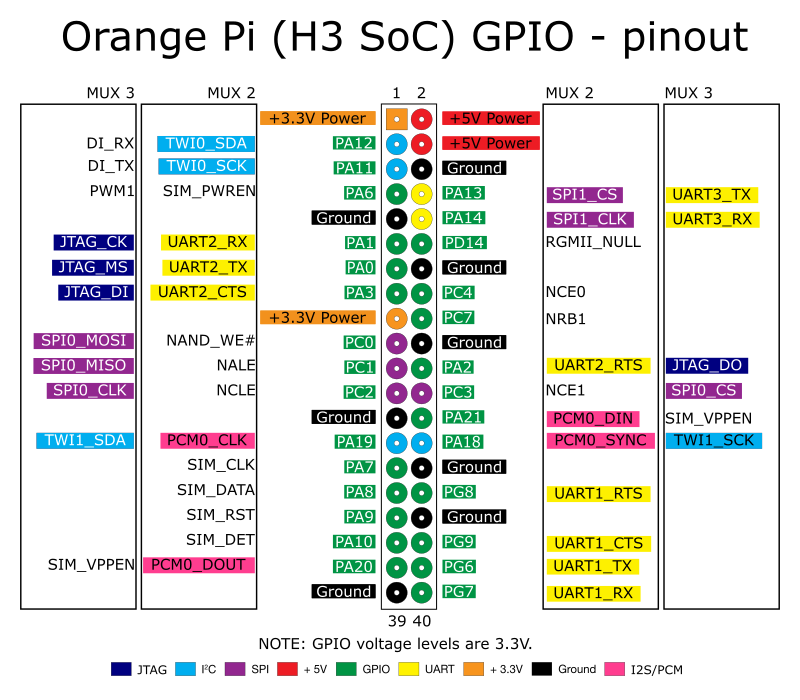 Orange Pi (H3 SoC) GPIO - pinout
MUX 3 MUX 2 1 2 MUX 2 MUX 3
+3.3V Power +5V Power
DI_RX TWI0_SDA PA12 +5V Power
DI_TX TWI0_SCK PA11 Ground
PWM1 SIM_PWREN PA6 PA13 SPI1_CS UART3_TX
Ground PA14 SPI1_CLK UART3_RX
JTAG_CK UART2_RX PA1 PD14 RGMII_NULL
JTAG_MS UART2_TX PA0 Ground
JTAG_DI UART2_CTS PA3 PC4 NCE0
+3.3V Power PC7 NRB1
SPI0_MOSI NAND_WE# PC0 Ground
SPI0_MISO NALE PC1 PA2 UART2_RTS JTAG_DO
SPI0_CLK NCLE PC2 PC3 NCE1 SPI0_CS
Ground PA21 PCM0_DIN SIM_VPPEN
TWI1_SDA PCM0_CLK PA19 PA18 PCM0_SYNC TWI1_SCK
SIM_CLK PA7 Ground
SIM_DATA PA8 PG8 UART1_RTS
SIM_RST PA9 Ground
SIM_DET PA10 PG9 UART1_CTS
SIM_VPPEN PCM0_DOUT PA20 PG6 UART1_TX
Ground PG7 UART1_RX
39 40
NOTE: GPIO voltage levels are 3.3V.
JTAG I²C SPI + 5V GPIO UART + 3.3V Ground I2S/PCM